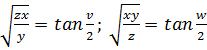 √(zx/y) = tan v/2; √(xy/z) = tan w/2